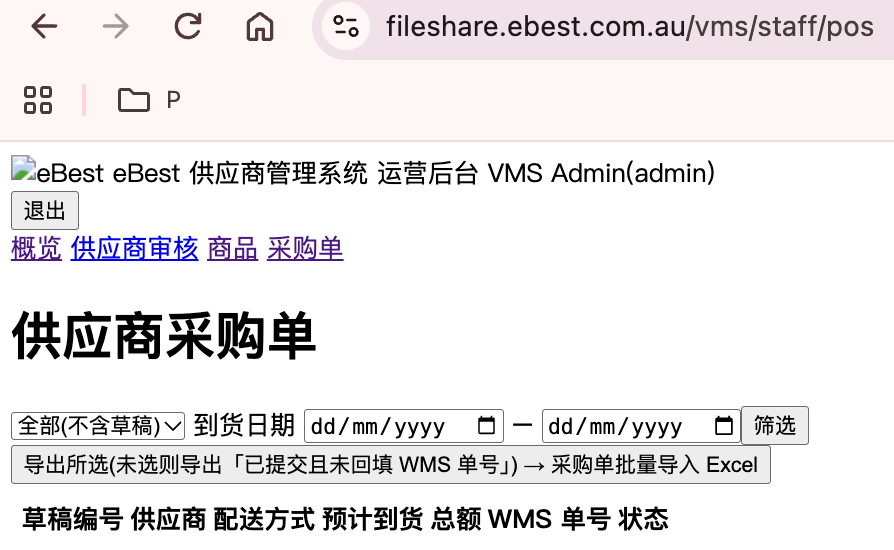 fileshare.ebest.com.au/vms/staff/pos
P
eBest eBest 供应商管理系统 运营后台 VMS Admin(admin)
退出
概览 供应商审核 商品 采购单
供应商采购单
全部(不含草稿) 到货日期 dd/mm/yyyy — dd/mm/yyyy 筛选
导出所选(未选则导出「已提交且未回填 WMS 单号」) → 采购单批量导入 Excel
草稿编号 供应商 配送方式 预计到货 总额 WMS 单号 状态